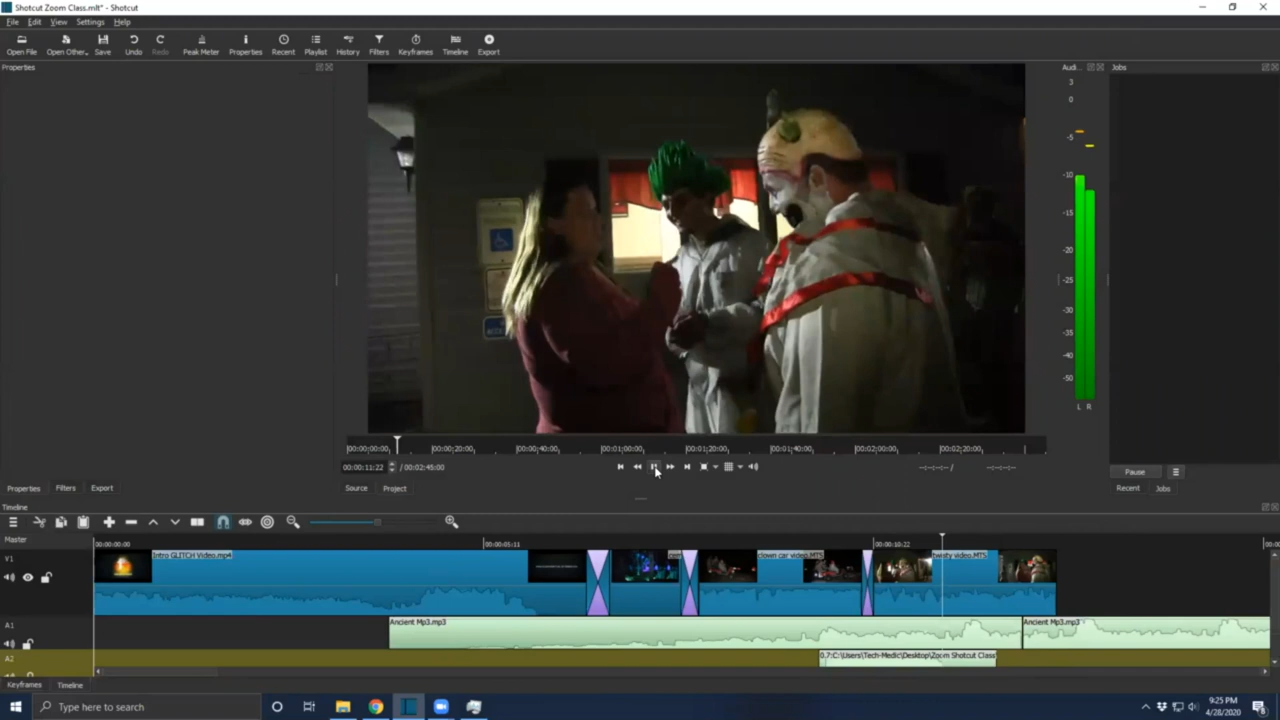 Shotcut Zoom Class.mlt* - Shotcut
File Edit View Settings Help
Open File Open Other.. Save Undo Redo Peak Meter Properties Recent Playlist History Filters Keyframes Timeline Export
Properties
Audi...
Jobs
3
0
-5
-10
-15
-20
-25
-30
-35
-40
-50
L R
|00:00:00:00 |00:00:20:00 |00:00:40:00 |00:01:00:00 |00:01:20:00 |00:01:40:00 |00:02:00:00 |00:02:20:00
00:00:11:22 / 00:02:45:00
--:--:--:-- / --:--:--:--
Pause
Properties Filters Export
Source Project
Recent Jobs
Timeline
Master
00:00:00:00 00:00:05:11 00:00:10:22
V1
Intro GLITCH Video.mp4
clown car video.MTS
twisty video.MTS
A1
Ancient Mp3.mp3
Ancient Mp3.mp3
A2
0.7:C:\Users\Tech-Medic\Desktop\Zoom Shotcut Class\
Keyframes Timeline
Type here to search
9:25 PM
4/28/2020